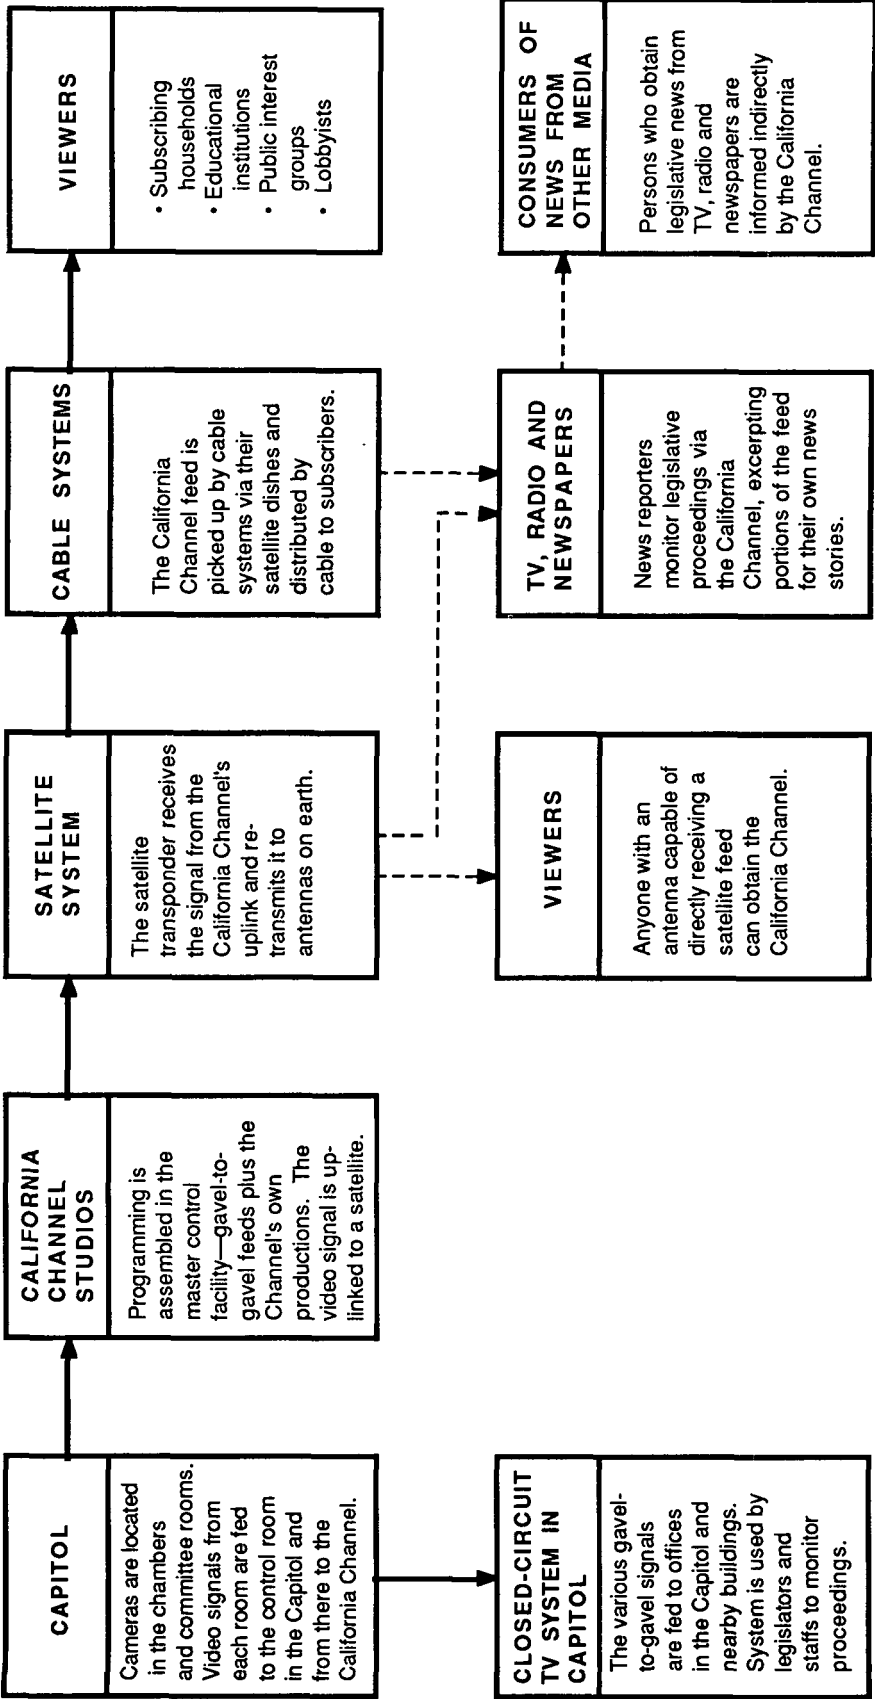 CAPITOL
Cameras are located
in the chambers
and committee rooms.
Video signals from
each room are fed
to the control room
in the Capitol and
from there to the
California Channel.
CALIFORNIA
CHANNEL
STUDIOS
Programming is
assembled in the
master control
facility—gavel-to-
gavel feeds plus the
Channel's own
productions. The
video signal is up-
linked to a satellite.
SATELLITE
SYSTEM
The satellite
transponder receives
the signal from the
California Channel's
uplink and re-
transmits it to
antennas on earth.
CABLE SYSTEMS
The California
Channel feed is
picked up by cable
systems via their
satellite dishes and
distributed by
cable to subscribers.
VIEWERS
• Subscribing
households
• Educational
institutions
• Public interest
groups
• Lobbyists
CLOSED-CIRCUIT
TV SYSTEM IN
CAPITOL
The various gavel-
to-gavel signals
are fed to offices
in the Capitol and
nearby buildings.
System is used by
legislators and
staffs to monitor
proceedings.
VIEWERS
Anyone with an
antenna capable of
directly receiving a
satellite feed
can obtain the
California Channel.
TV, RADIO AND
NEWSPAPERS
News reporters
monitor legislative
proceedings via
the California
Channel, excerpting
portions of the feed
for their own news
stories.
CONSUMERS OF
NEWS FROM
OTHER MEDIA
Persons who obtain
legislative news from
TV, radio and
newspapers are
informed indirectly
by the California
Channel.